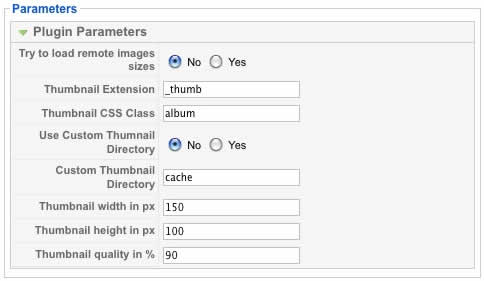 Parameters
Plugin Parameters
Try to load remote images
sizes
No Yes
Thumbnail Extension _thumb
Thumbnail CSS Class album
Use Custom Thumnail
Directory
No Yes
Custom Thumbnail
Directory
cache
Thumbnail width in px 150
Thumbnail height in px 100
Thumbnail quality in % 90